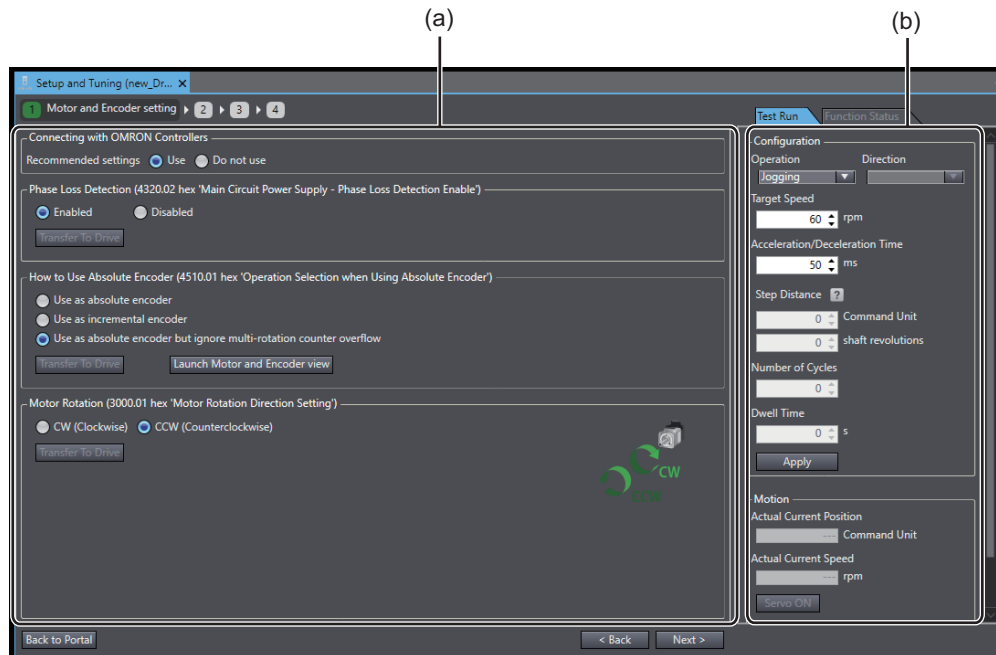 (a)
(b)
Setup and Tuning (new_Dr... ×
1 Motor and Encoder setting 2 3 4
Connecting with OMRON Controllers
Recommended settings Use Do not use
Phase Loss Detection (4320.02 hex 'Main Circuit Power Supply - Phase Loss Detection Enable')
Enabled Disabled
Transfer To Drive
How to Use Absolute Encoder (4510.01 hex 'Operation Selection when Using Absolute Encoder')
Use as absolute encoder
Use as incremental encoder
Use as absolute encoder but ignore multi-rotation counter overflow
Transfer To Drive Launch Motor and Encoder view
Motor Rotation (3000.01 hex 'Motor Rotation Direction Setting')
CW (Clockwise) CCW (Counterclockwise)
Transfer To Drive
CW
CCW
Test Run Function Status
Configuration
Operation Direction
Jogging
Target Speed
60 rpm
Acceleration/Deceleration Time
50 ms
Step Distance ?
0 Command Unit
0 shaft revolutions
Number of Cycles
0
Dwell Time
0 s
Apply
Motion
Actual Current Position
--- Command Unit
Actual Current Speed
--- rpm
Servo ON
Back to Portal < Back Next >